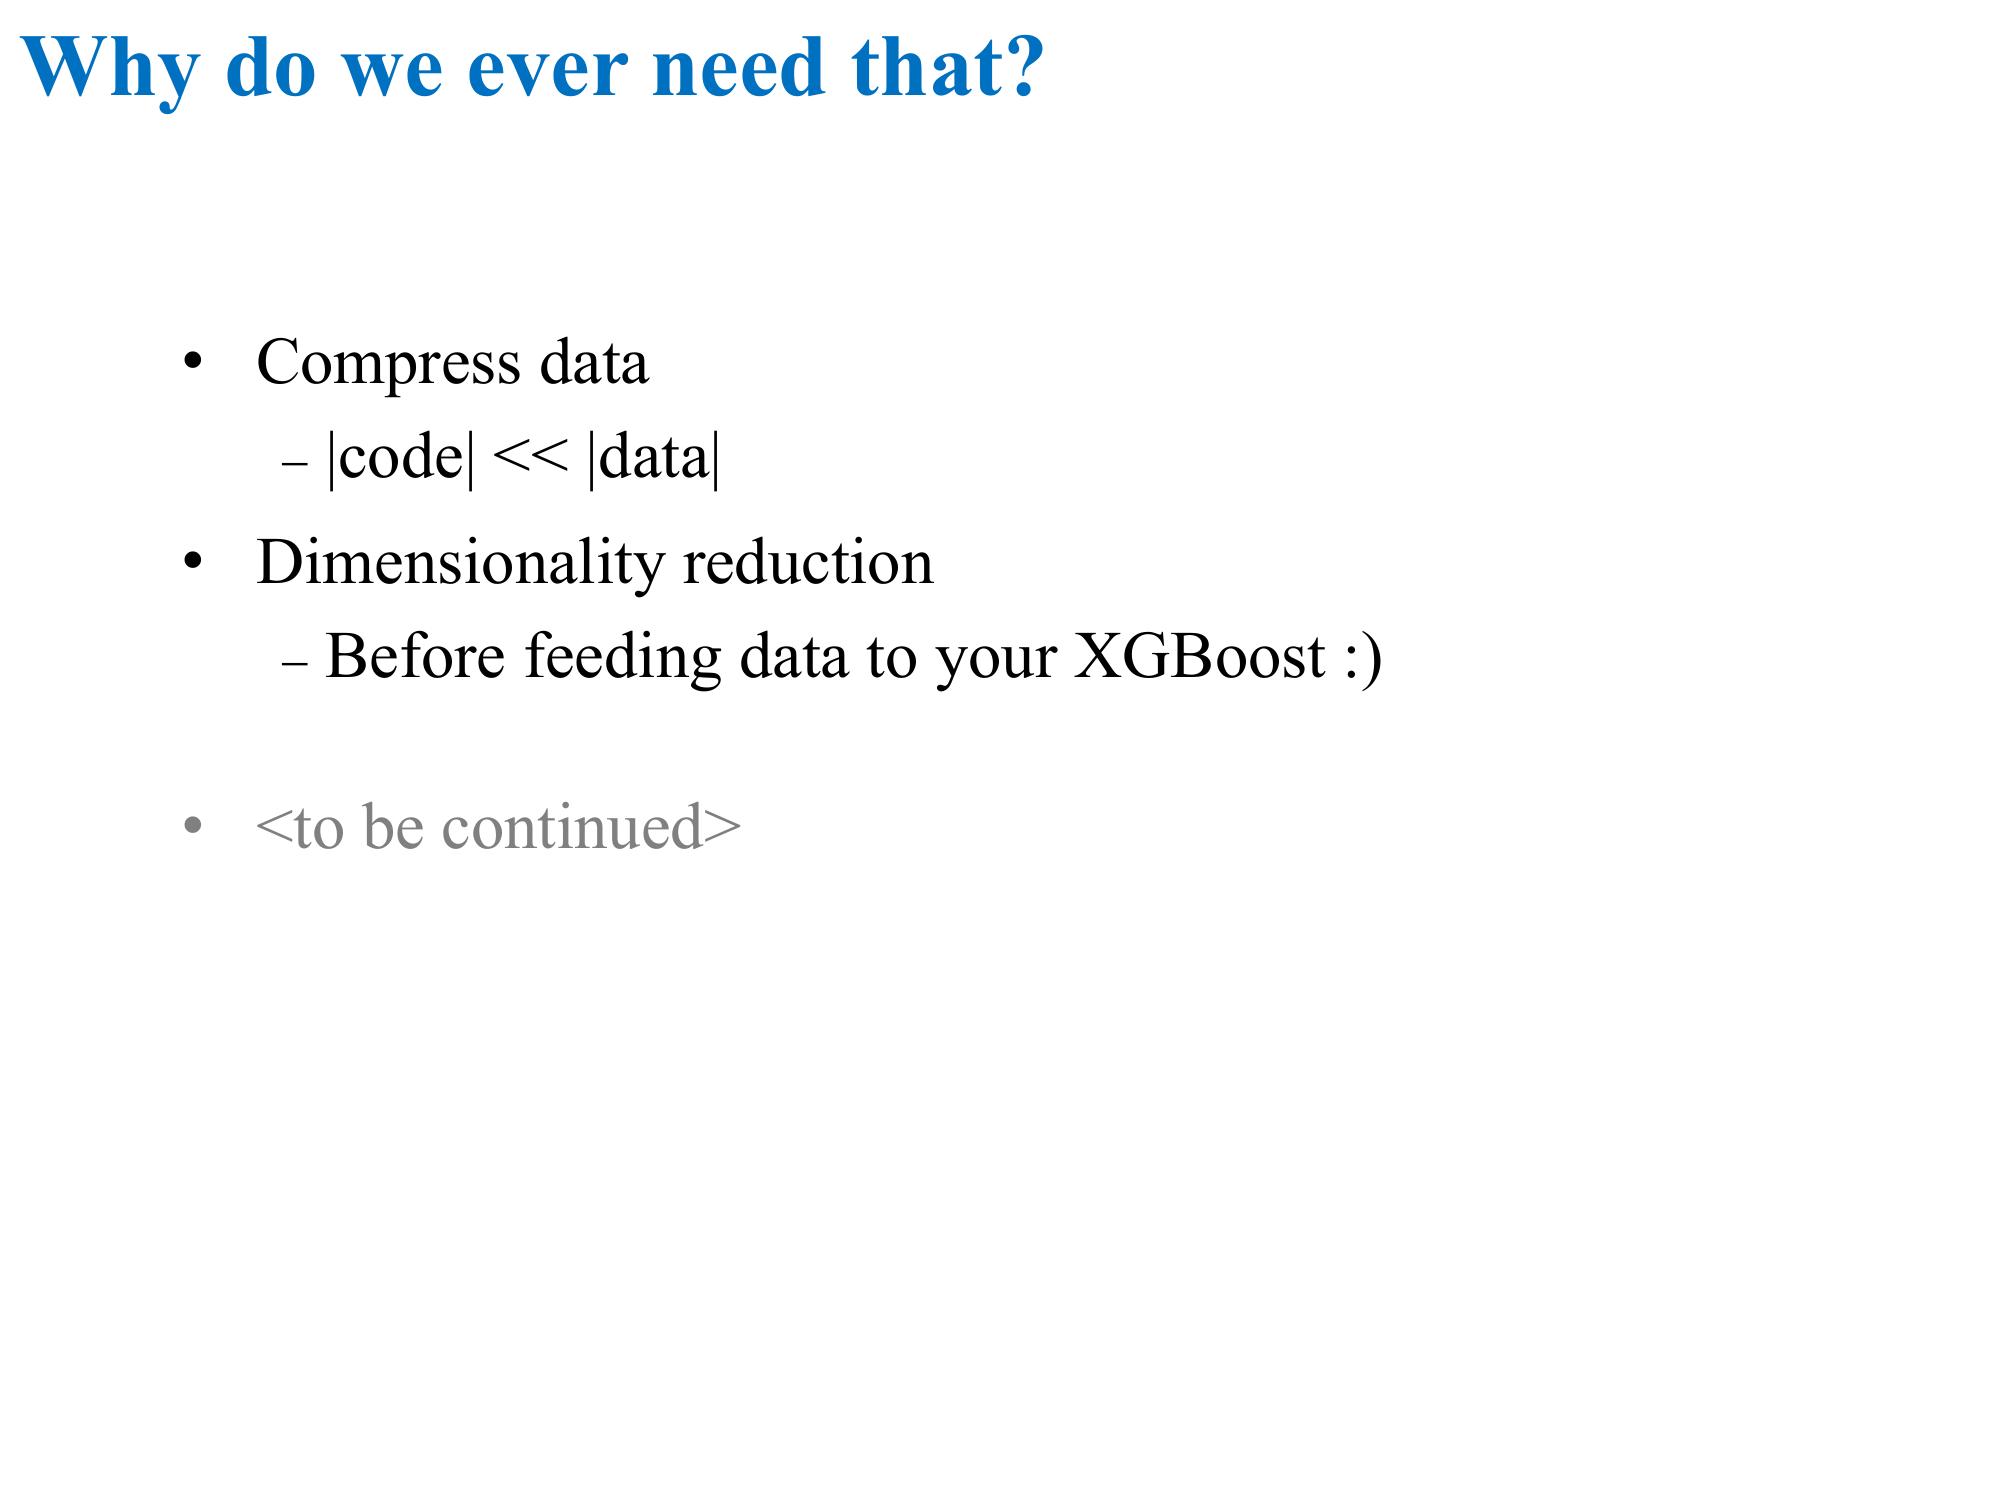 Why do we ever need that?
• Compress data
– |code| << |data|
• Dimensionality reduction
– Before feeding data to your XGBoost :)
• <to be continued>